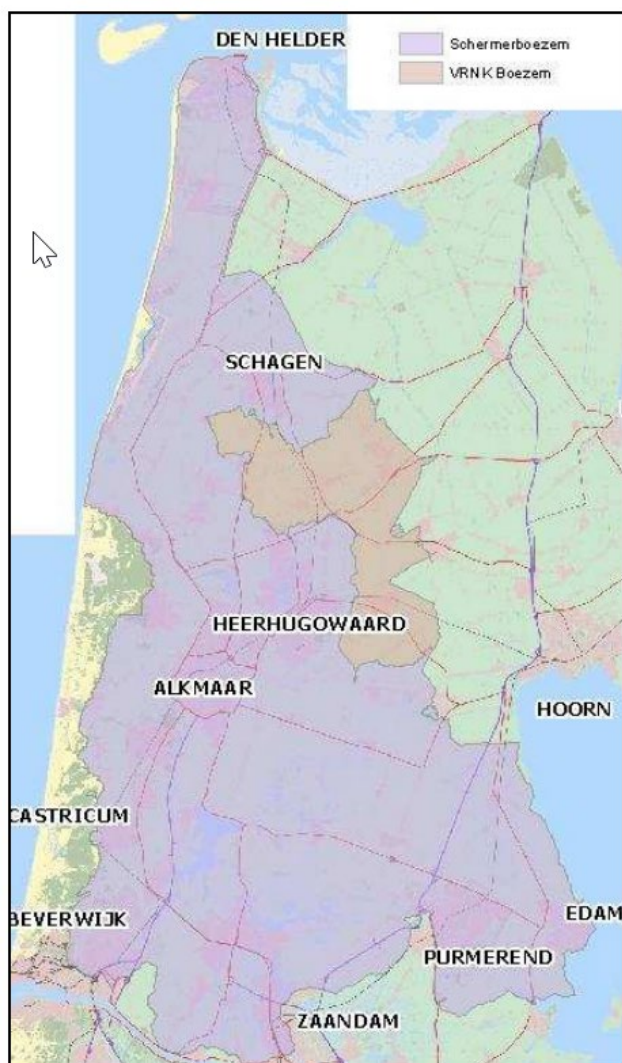 DEN HELDER
Schermerboezem
VRNK Boezem
SCHAGEN
HEERHUGOWAARD
ALKMAAR
HOORN
CASTRICUM
BEVERWIJK
EDAM
PURMEREND
ZAANDAM